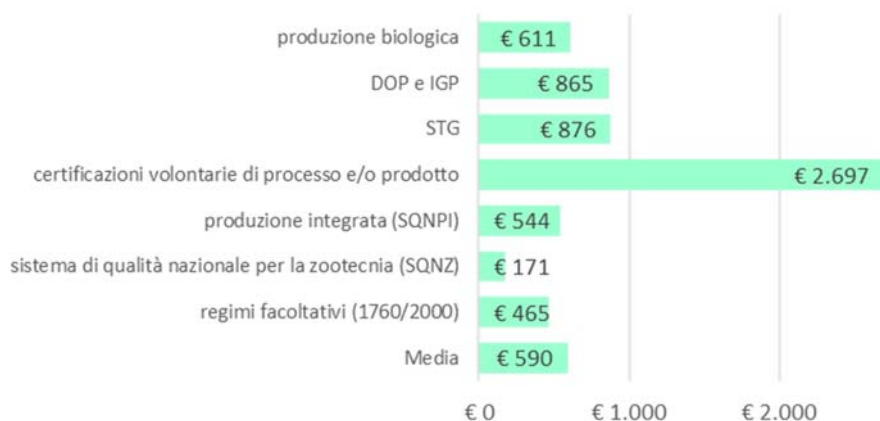 produzione biologica € 611
DOP e IGP € 865
STG € 876
certificazioni volontarie di processo e/o prodotto € 2.697
produzione integrata (SQNPI) € 544
sistema di qualità nazionale per la zootecnia (SQNZ) € 171
regimi facoltativi (1760/2000) € 465
Media € 590
€ 0 € 1.000 € 2.000